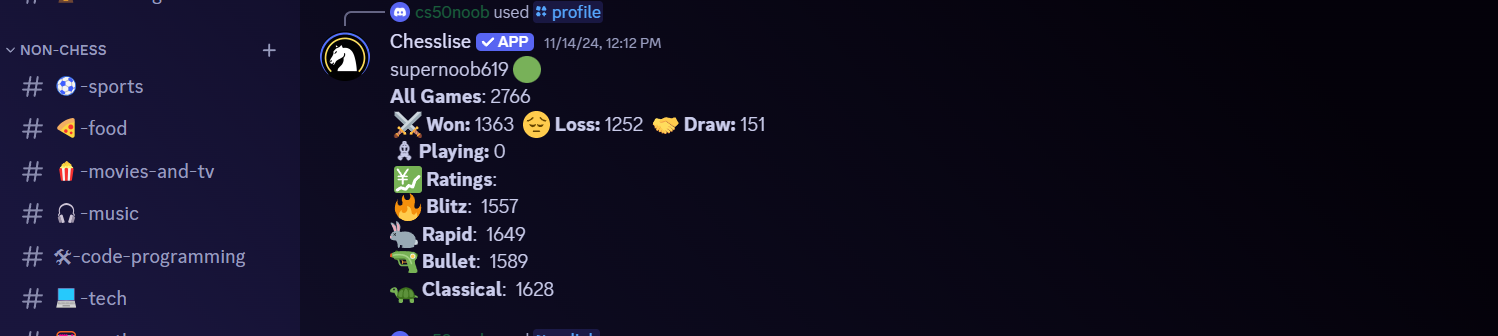 NON-CHESS
-sports
-food
-movies-and-tv
-music
-code-programming
-tech
cs50noob used profile
Chesslise APP 11/14/24, 12:12 PM
supernoob619
All Games: 2766
Won: 1363 Loss: 1252 Draw: 151
Playing: 0
Ratings:
Blitz: 1557
Rapid: 1649
Bullet: 1589
Classical: 1628